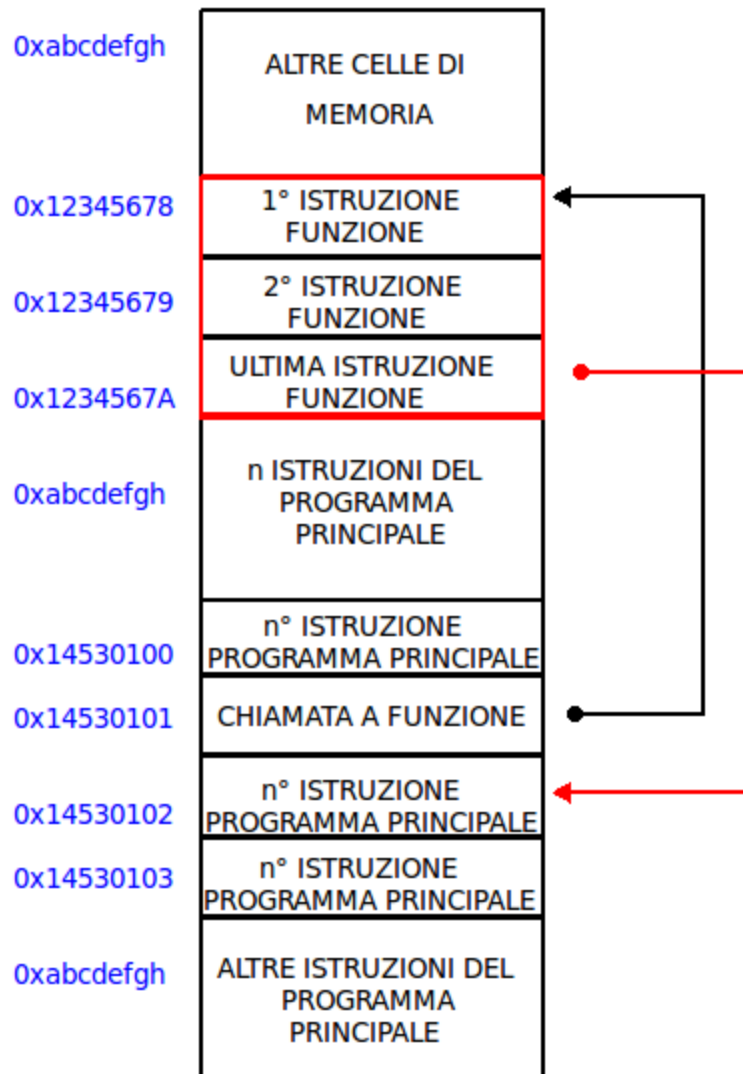 0xabcdefgh
ALTRE CELLE DI
MEMORIA
0x12345678
1° ISTRUZIONE
FUNZIONE
0x12345679
2° ISTRUZIONE
FUNZIONE
0x1234567A
ULTIMA ISTRUZIONE
FUNZIONE
0xabcdefgh
n ISTRUZIONI DEL
PROGRAMMA
PRINCIPALE
0x14530100
n° ISTRUZIONE
PROGRAMMA PRINCIPALE
0x14530101
CHIAMATA A FUNZIONE
0x14530102
n° ISTRUZIONE
PROGRAMMA PRINCIPALE
0x14530103
n° ISTRUZIONE
PROGRAMMA PRINCIPALE
0xabcdefgh
ALTRE ISTRUZIONI DEL
PROGRAMMA
PRINCIPALE